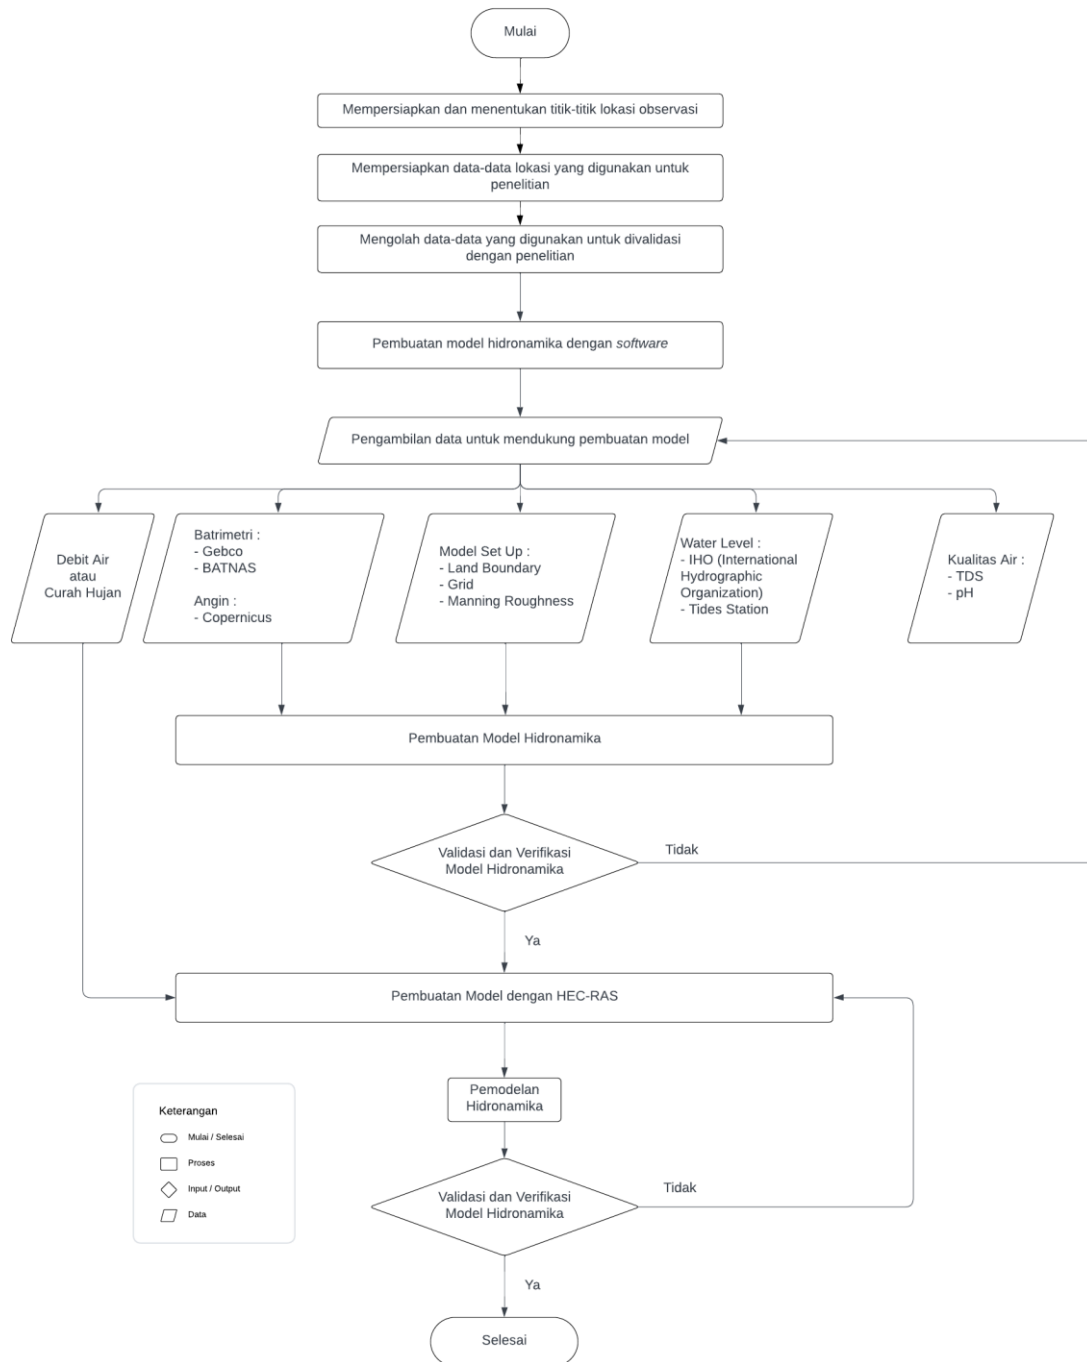 Mulai
Mempersiapkan dan menentukan titik-titik lokasi observasi
Mempersiapkan data-data lokasi yang digunakan untuk
penelitian
Mengolah data-data yang digunakan untuk divalidasi
dengan penelitian
Pembuatan model hidronamika dengan software
Pengambilan data untuk mendukung pembuatan model
Debit Air
atau
Curah Hujan
Batrimetri :
- Gebco
- BATNAS
Angin :
- Copernicus
Model Set Up :
- Land Boundary
- Grid
- Manning Roughness
Water Level :
- IHO (International
Hydrographic
Organization)
- Tides Station
Kualitas Air :
- TDS
- pH
Pembuatan Model Hidronamika
Validasi dan Verifikasi
Model Hidronamika
Tidak
Ya
Pembuatan Model dengan HEC-RAS
Pemodelan
Hidronamika
Validasi dan Verifikasi
Model Hidronamika
Tidak
Ya
Selesai
Keterangan
Mulai / Selesai
Proses
Input / Output
Data